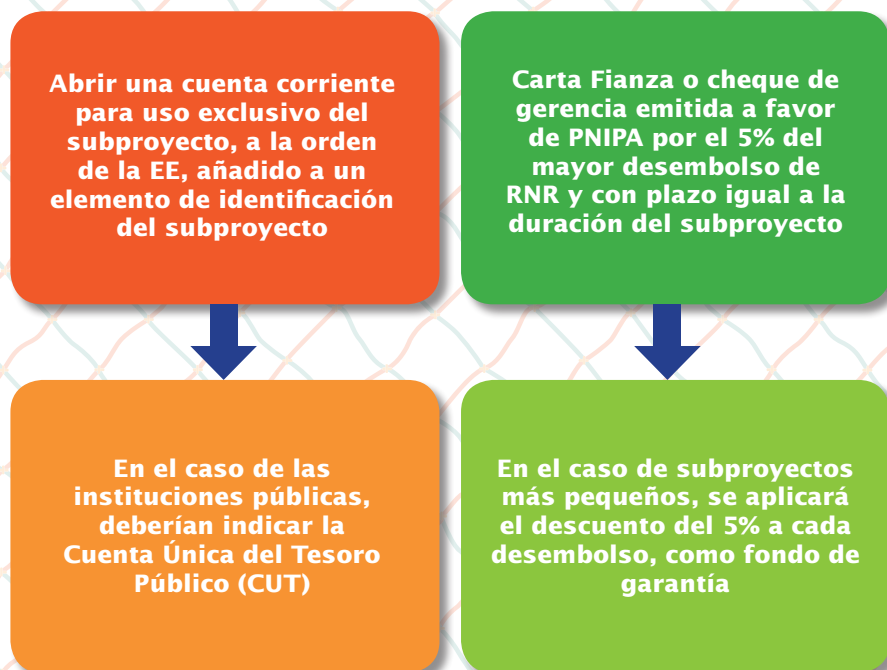 Abrir una cuenta corriente
para uso exclusivo del
subproyecto, a la orden
de la EE, añadido a un
elemento de identificación
del subproyecto
Carta Fianza o cheque de
gerencia emitida a favor
de PNIPA por el 5% del
mayor desembolso de
RNR y con plazo igual a la
duración del subproyecto
En el caso de las
instituciones públicas,
deberían indicar la
Cuenta Única del Tesoro
Público (CUT)
En el caso de subproyectos
más pequeños, se aplicará
el descuento del 5% a cada
desembolso, como fondo de
garantía